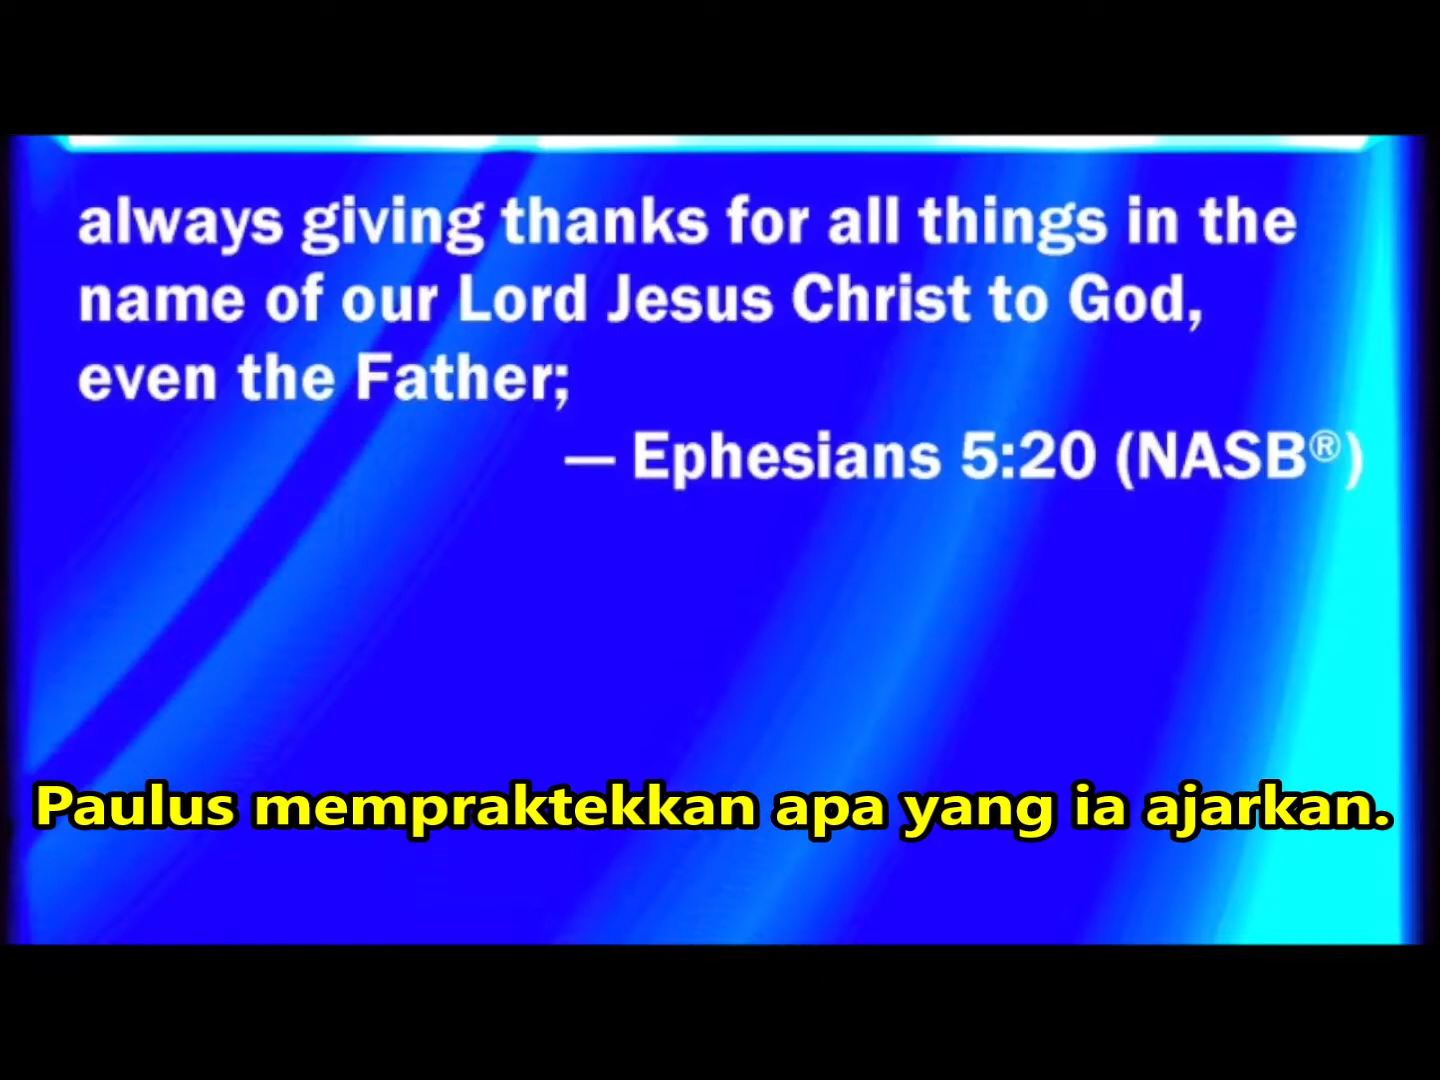 always giving thanks for all things in the
name of our Lord Jesus Christ to God,
even the Father;
— Ephesians 5:20 (NASB®)
Paulus mempraktekkan apa yang ia ajarkan.